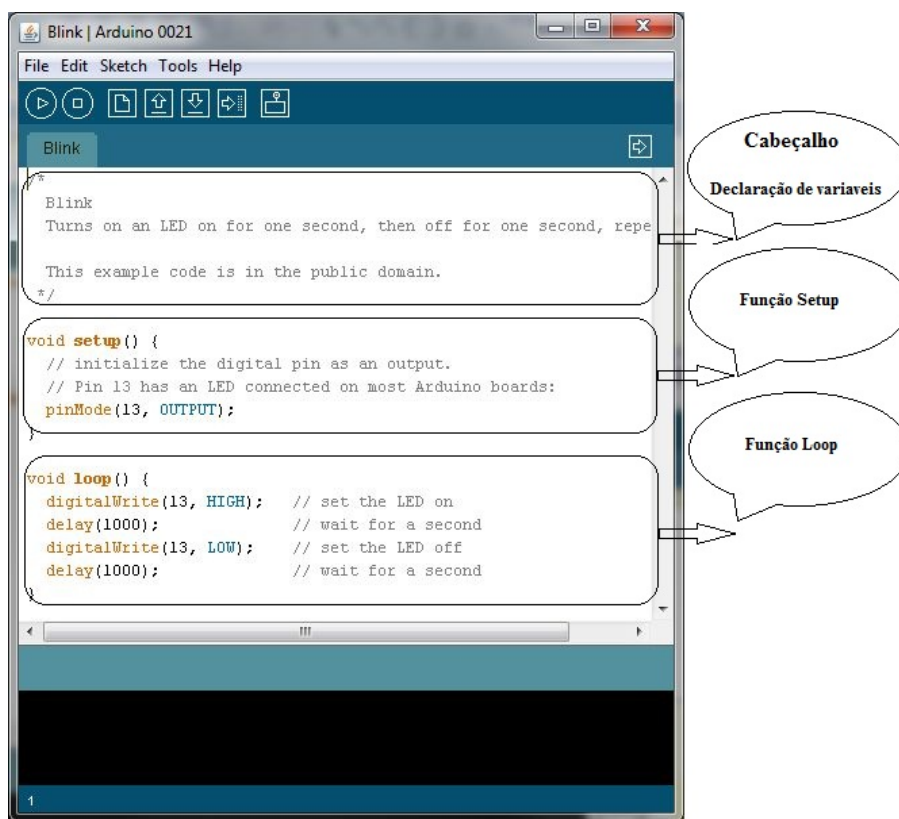 Blink | Arduino 0021
File Edit Sketch Tools Help
Blink
/*
Blink
Turns on an LED on for one second, then off for one second, repe
This example code is in the public domain.
*/
void setup() {
// initialize the digital pin as an output.
// Pin 13 has an LED connected on most Arduino boards:
pinMode(13, OUTPUT);
}
void loop() {
digitalWrite(13, HIGH); // set the LED on
delay(1000); // wait for a second
digitalWrite(13, LOW); // set the LED off
delay(1000); // wait for a second
}
1
Cabeçalho
Declaração de variaveis
Função Setup
Função Loop